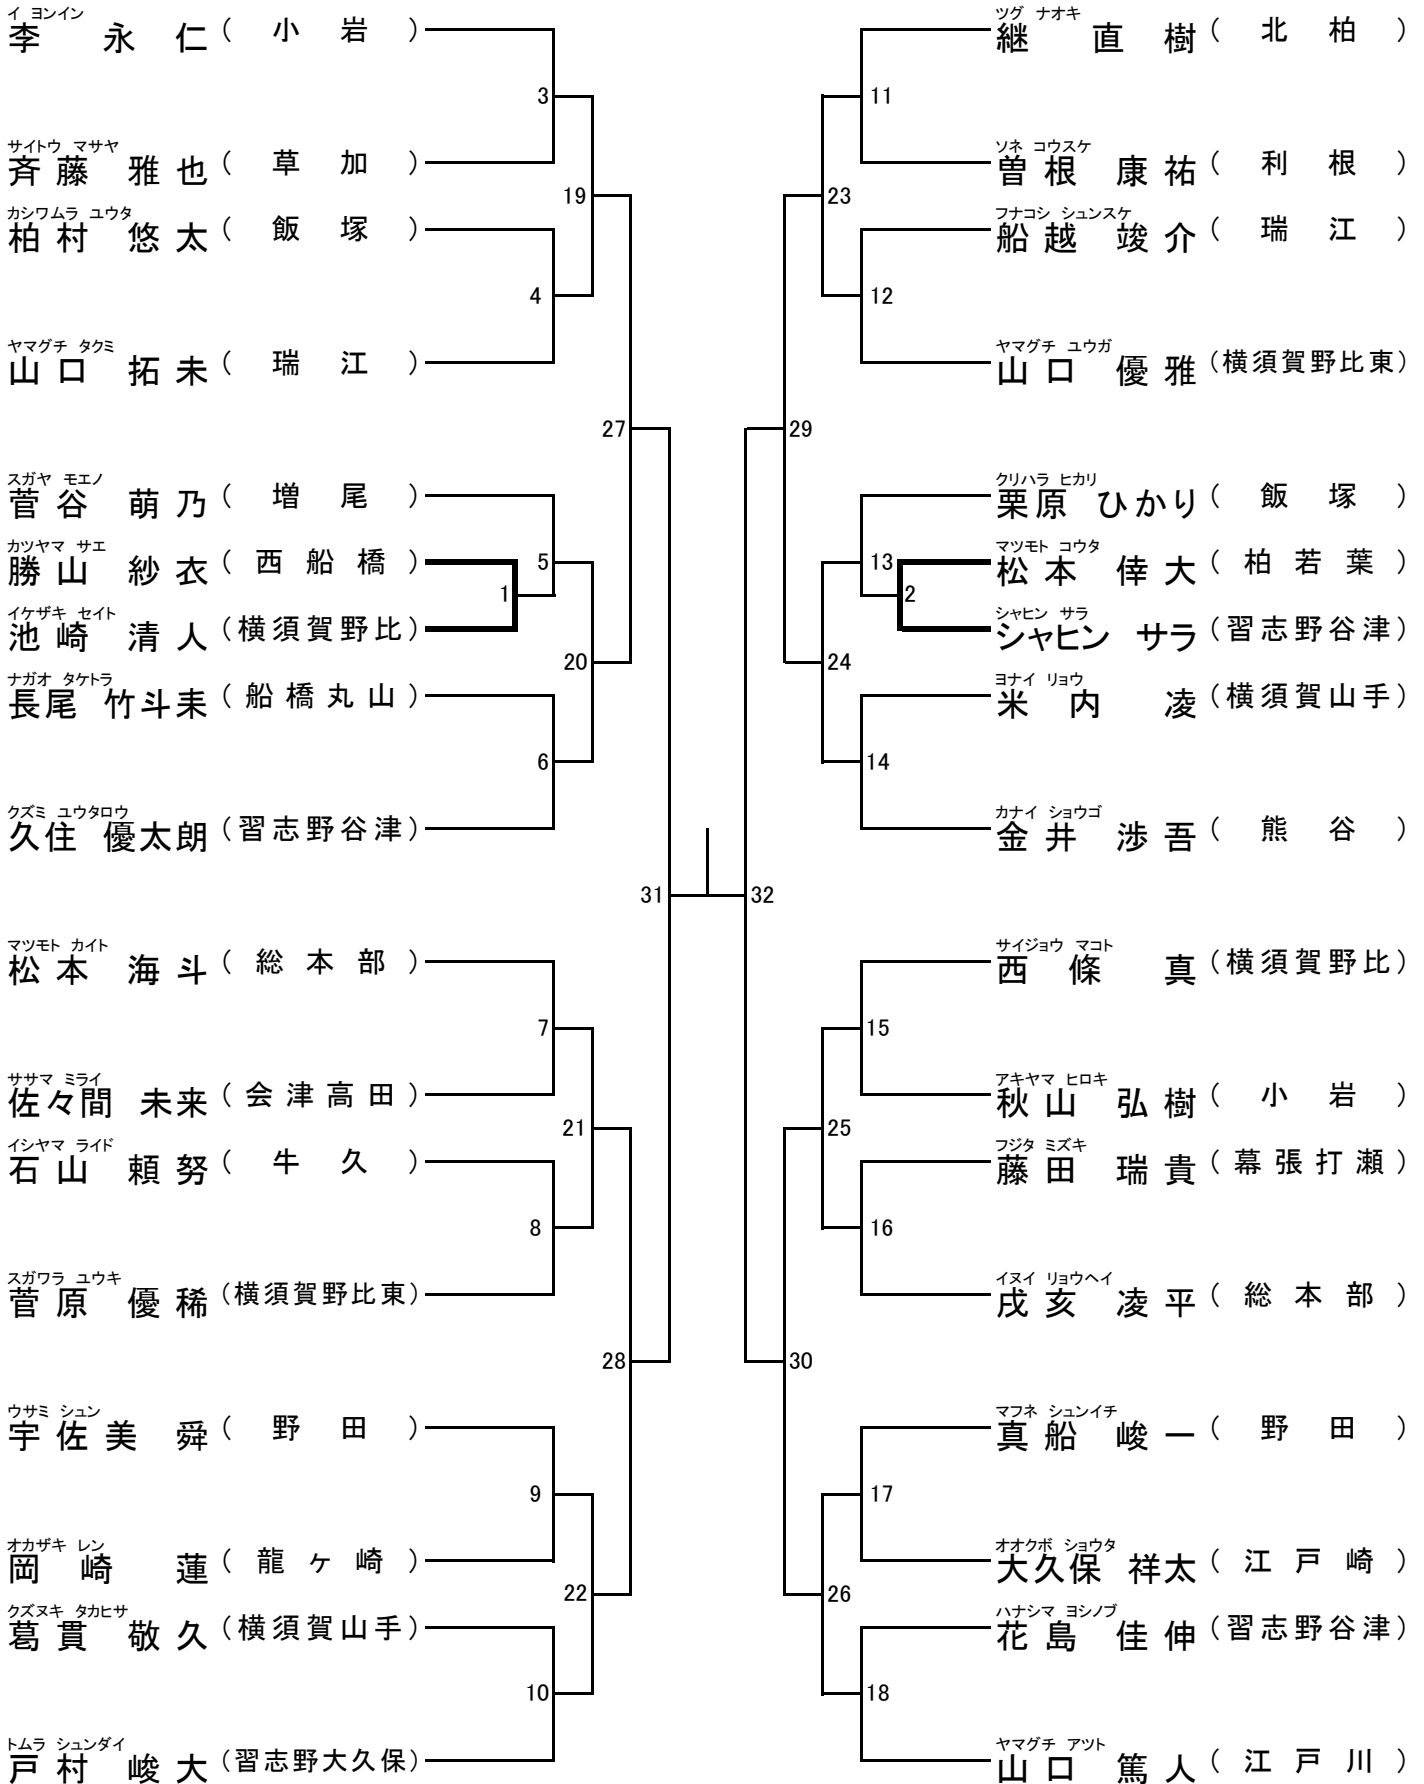 イ ヨンイン
李 永 仁 ( 小 岩 )
3
サイトウ マサヤ
斉藤 雅也 ( 草 加 )
19
カシワムラ ユウタ
柏村 悠太 ( 飯 塚 )
4
ヤマグチ タクミ
山口 拓未 ( 瑞 江 )
27
スガヤ モエノ
菅谷 萌乃 ( 増 尾 )
5
カツヤマ サエ
勝山 紗衣 ( 西 船 橋 )
1
イケザキ セイト
池崎 清人 (横須賀野比)
20
ナガオ タケトラ
長尾 竹斗耒 ( 船 橋 丸 山 )
6
クズミ ユウタロウ
久住 優太朗 (習志野谷津)
31
マツモト カイト
松本 海斗 ( 総 本 部 )
7
ササマ ミライ
佐々間 未来 ( 会 津 高 田 )
21
イシヤマ ライド
石山 頼努 ( 牛 久 )
8
スガワラ ユウキ
菅原 優稀 (横須賀野比東)
28
ウサミ シュン
宇佐美 舜 ( 野 田 )
9
オカザキ レン
岡崎 蓮 ( 龍 ヶ 崎 )
22
クズヌキ タカヒサ
葛貫 敬久 (横須賀山手)
10
トムラ シュンダイ
戸村 峻大 (習志野大久保)
ツグ ナオキ
継 直樹 ( 北 柏 )
11
ソネ コウスケ
曽根 康祐 ( 利 根 )
23
フナコシ シュンスケ
船越 竣介 ( 瑞 江 )
12
ヤマグチ ユウガ
山口 優雅 (横須賀野比東)
29
クリハラ ヒカリ
栗原 ひかり ( 飯 塚 )
13
マツモト コウタ
松本 倖大 ( 柏 若 葉 )
2
シャヒン サラ
シャヒン サラ (習志野谷津)
24
ヨナイ リョウ
米内 凌 (横須賀山手)
14
カナイ ショウゴ
金井 渉吾 ( 熊 谷 )
32
サイジョウ マコト
西條 真 (横須賀野比)
15
アキヤマ ヒロキ
秋山 弘樹 ( 小 岩 )
25
フジタ ミズキ
藤田 瑞貴 ( 幕 張 打 瀬 )
16
イヌイ リョウヘイ
戌亥 凌平 ( 総 本 部 )
30
マフネ シュンイチ
真船 峻一 ( 野 田 )
17
オオクボ ショウタ
大久保 祥太 ( 江 戸 崎 )
26
ハナシマ ヨシノブ
花島 佳伸 (習志野谷津)
18
ヤマグチ アツト
山口 篤人 ( 江 戸 川 )